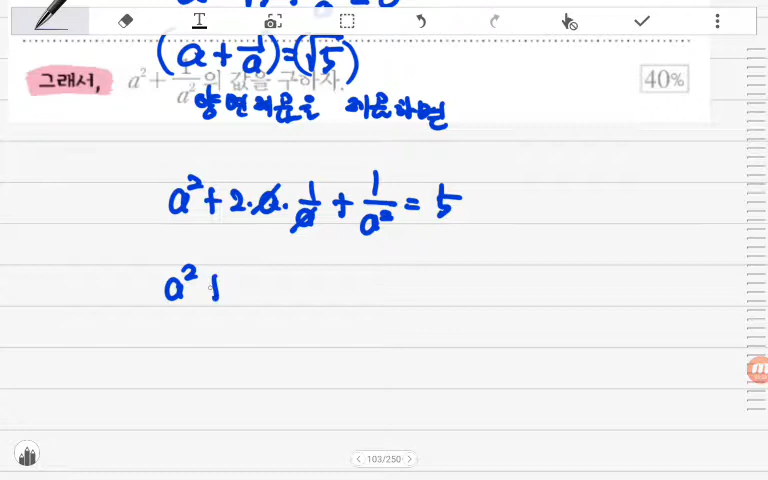 (a + 1/a) = (√5)
그래서, a² + 1/a² 의 값을 구하자. 40%
양변제곱을 제곱하면
a² + 2·a·1/a + 1/a² = 5
a² +
103/250